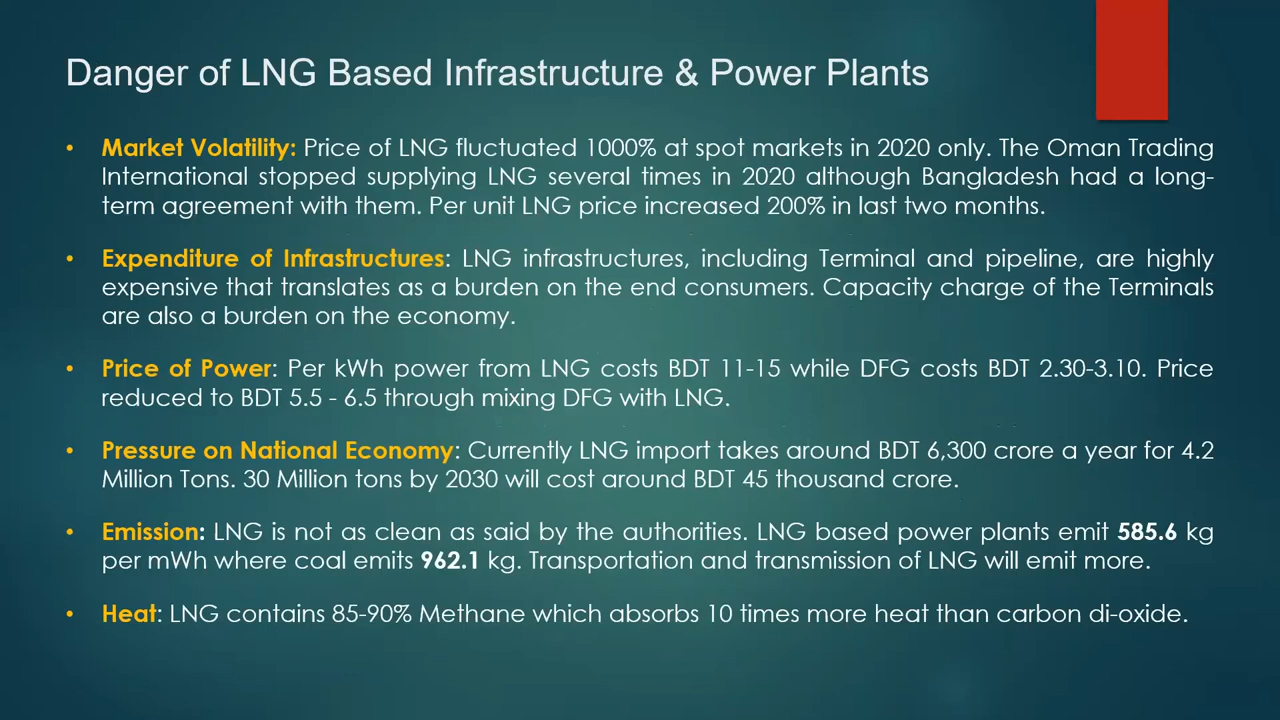 Danger of LNG Based Infrastructure & Power Plants
• Market Volatility: Price of LNG fluctuated 1000% at spot markets in 2020 only. The Oman Trading
International stopped supplying LNG several times in 2020 although Bangladesh had a long-
term agreement with them. Per unit LNG price increased 200% in last two months.
• Expenditure of Infrastructures: LNG infrastructures, including Terminal and pipeline, are highly
expensive that translates as a burden on the end consumers. Capacity charge of the Terminals
are also a burden on the economy.
• Price of Power: Per kWh power from LNG costs BDT 11-15 while DFG costs BDT 2.30-3.10. Price
reduced to BDT 5.5 - 6.5 through mixing DFG with LNG.
• Pressure on National Economy: Currently LNG import takes around BDT 6,300 crore a year for 4.2
Million Tons. 30 Million tons by 2030 will cost around BDT 45 thousand crore.
• Emission: LNG is not as clean as said by the authorities. LNG based power plants emit 585.6 kg
per mWh where coal emits 962.1 kg. Transportation and transmission of LNG will emit more.
• Heat: LNG contains 85-90% Methane which absorbs 10 times more heat than carbon di-oxide.